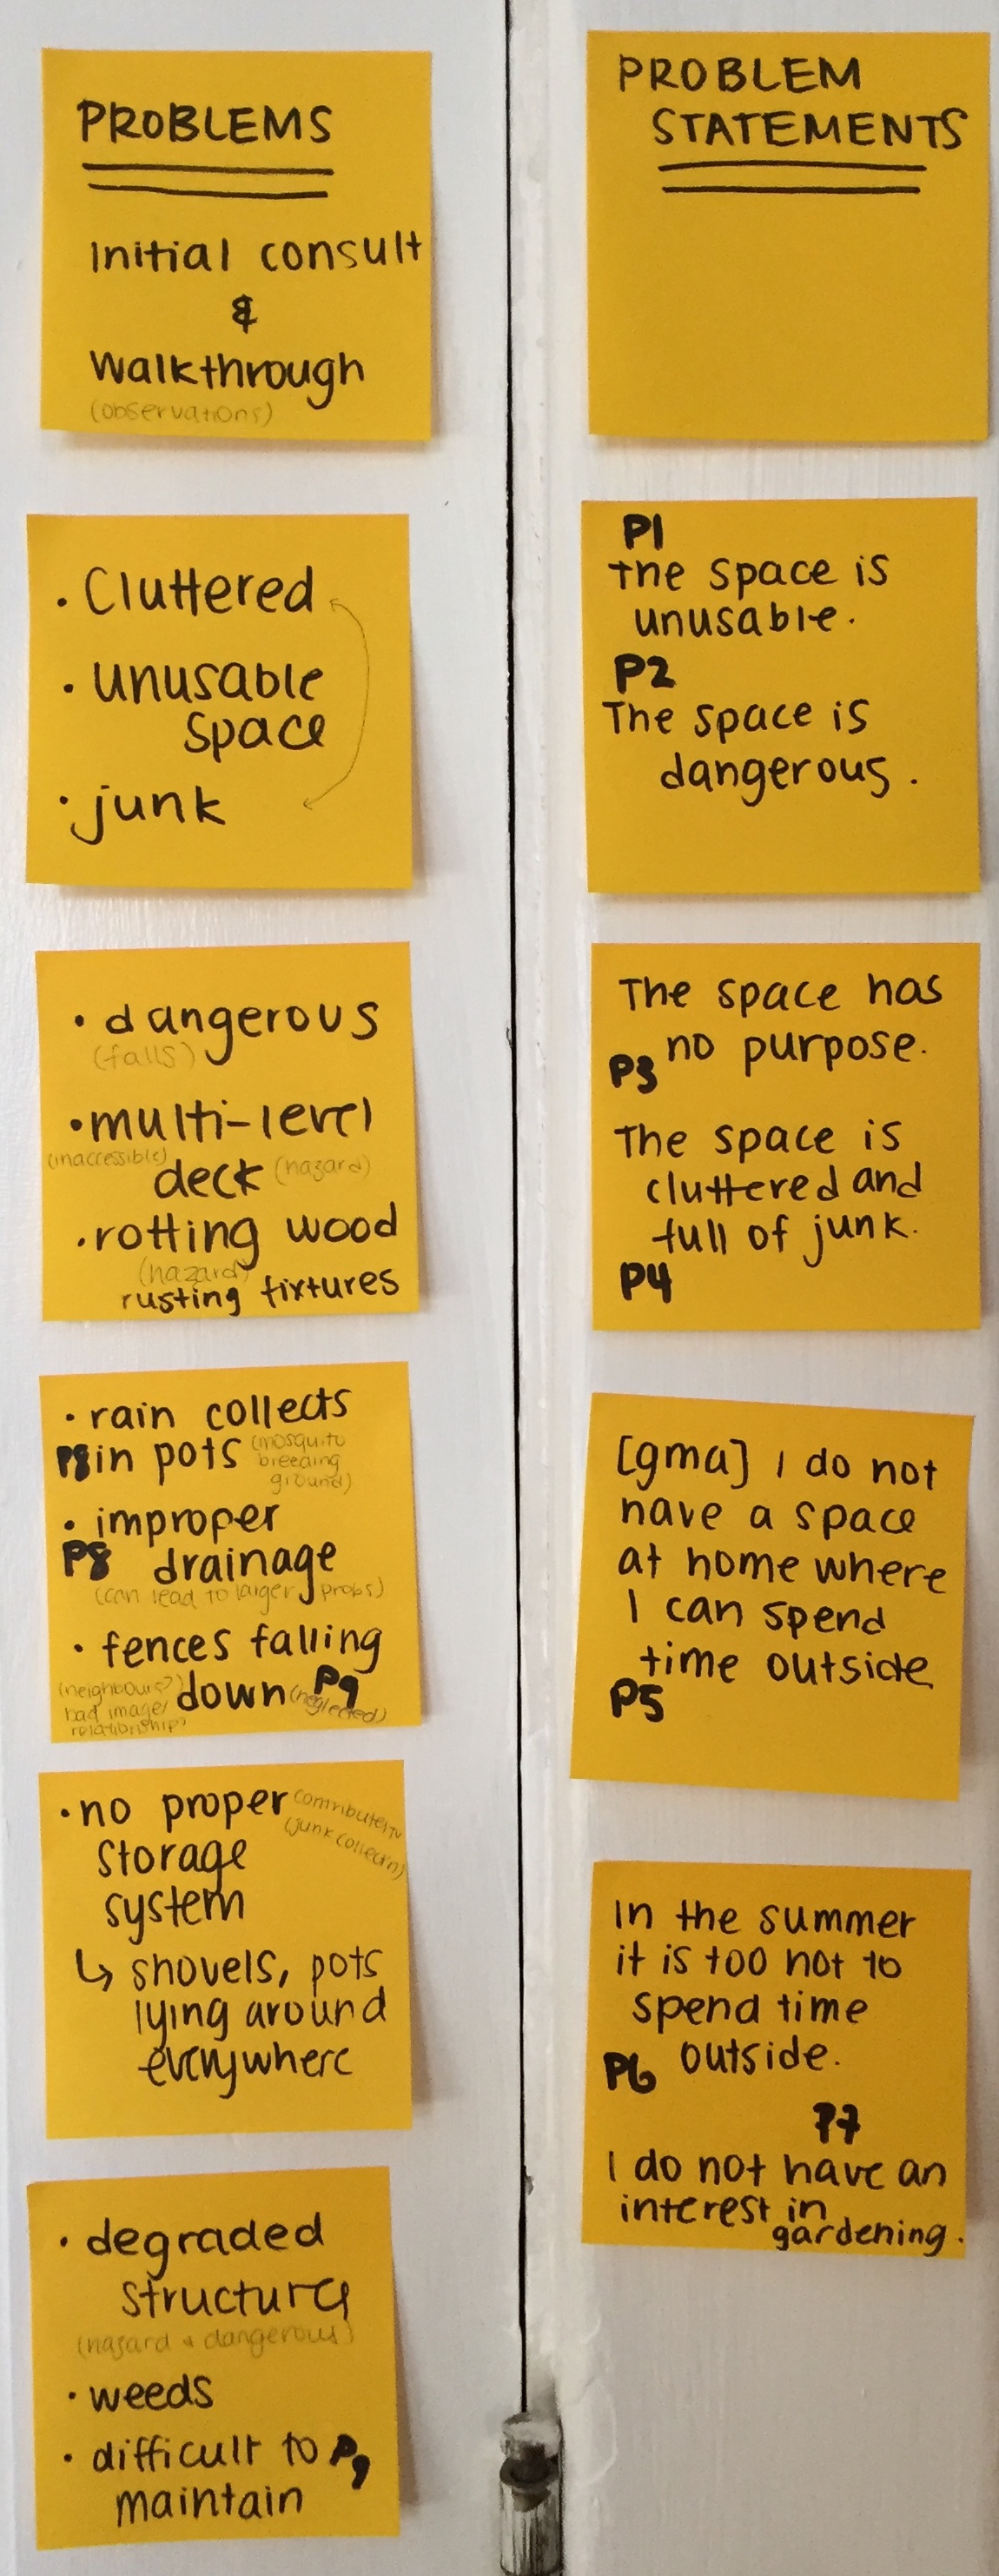 PROBLEMS
Initial consult
&
Walkthrough
(observations)
• Cluttered
• unusable
space
• junk
• dangerous
(falls)
• multi-level
(inaccessible) deck (hazard)
• rotting wood
(hazard)
rusting fixtures
• rain collects
P8 in pots (mosquito
breeding
ground)
• improper
P8 drainage
(can lead to larger props)
• fences falling
down P9
(neighbours?
bad image/
relationship?
(neglected)
• no proper
storage
system
(contributes to
(junk collectn)
↳ shovels, pots
lying around
everywhere
• degraded
structures
(hazard & dangerous)
• weeds
• difficult to P9
maintain
PROBLEM
STATEMENTS
P1
The space is
unusable.
P2
The space is
dangerous.
The space has
P3 no purpose.
The space is
cluttered and
full of junk.
P4
[gma] I do not
have a space
at home where
I can spend
time outside
P5
In the summer
it is too hot to
spend time
P6 outside.
P7
I do not have an
interest in
gardening.